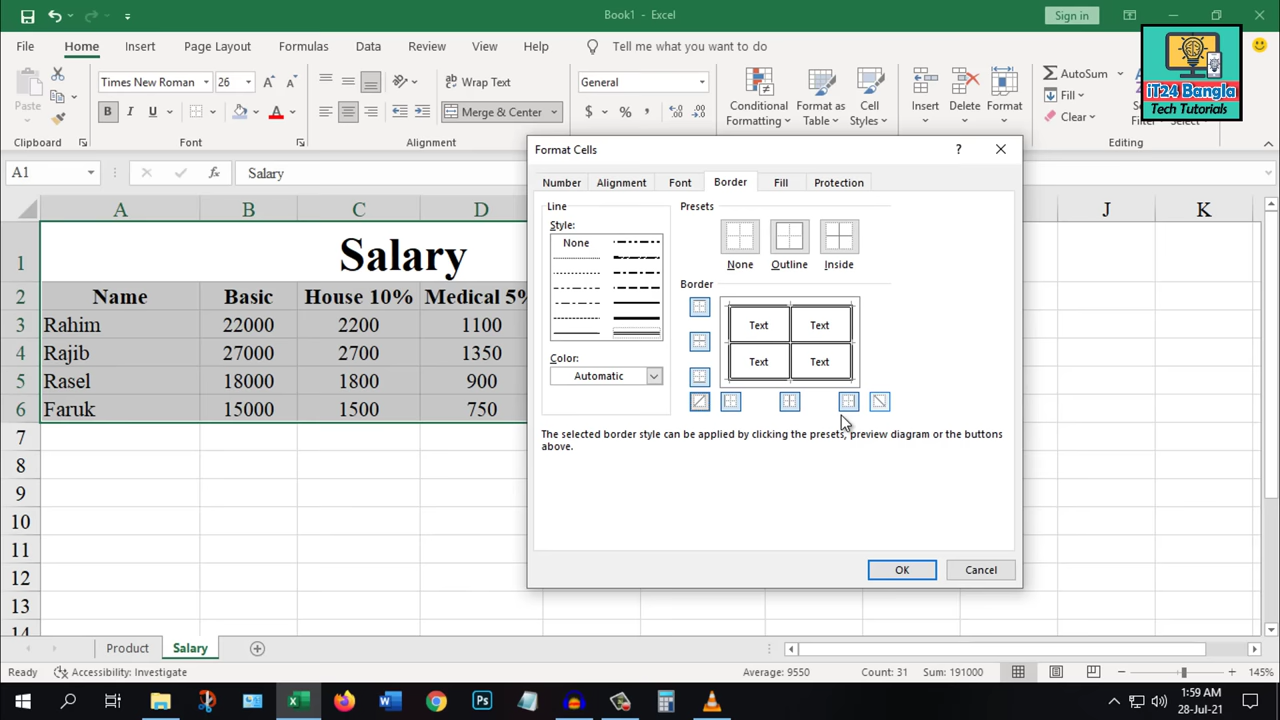 Book1 - Excel
Sign in
File Home Insert Page Layout Formulas Data Review View Help Tell me what you want to do
iT24 Bangla
Tech Tutorials
Paste
Clipboard
Times New Roman 26
B I U
Font
Wrap Text
Merge & Center
Alignment
General
$ %
Conditional Formatting
Format as Table
Cell Styles
Insert
Delete
Format
AutoSum
Fill
Clear
Editing
A1
Salary
A B C D J K
1 Salary
2 Name Basic House 10% Medical 5%
3 Rahim 22000 2200 1100
4 Rajib 27000 2700 1350
5 Rasel 18000 1800 900
6 Faruk 15000 1500 750
7
8
9
10
11
12
13
14
Format Cells
?
Number Alignment Font Border Fill Protection
Line
Style:
None
Color:
Automatic
Presets
None Outline Inside
Border
Text Text
Text Text
The selected border style can be applied by clicking the presets, preview diagram or the buttons
above.
OK Cancel
Product Salary
Ready Accessibility: Investigate Average: 9550 Count: 31 Sum: 191000 145%
1:59 AM
28-Jul-21